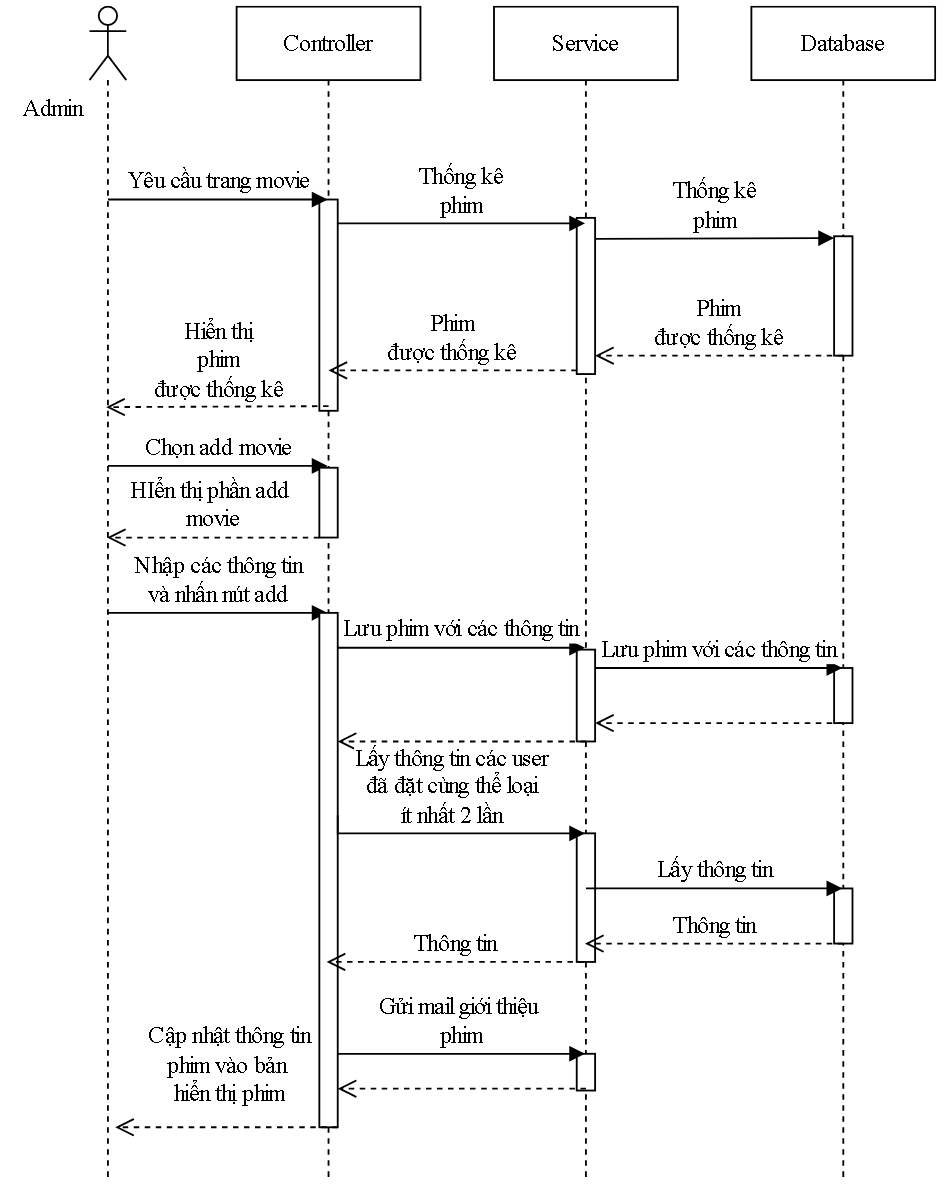 Controller
Service
Database
Admin
Yêu cầu trang movie
Thống kê
phim
Thống kê
phim
Phim
được thống kê
Phim
được thống kê
Hiển thị
phim
được thống kê
Chọn add movie
HIển thị phần add
movie
Nhập các thông tin
và nhấn nút add
Lưu phim với các thông tin
Lưu phim với các thông tin
Lấy thông tin các user
đã đặt cùng thể loại
ít nhất 2 lần
Lấy thông tin
Thông tin
Thông tin
Gửi mail giới thiệu
phim
Cập nhật thông tin
phim vào bản
hiển thị phim